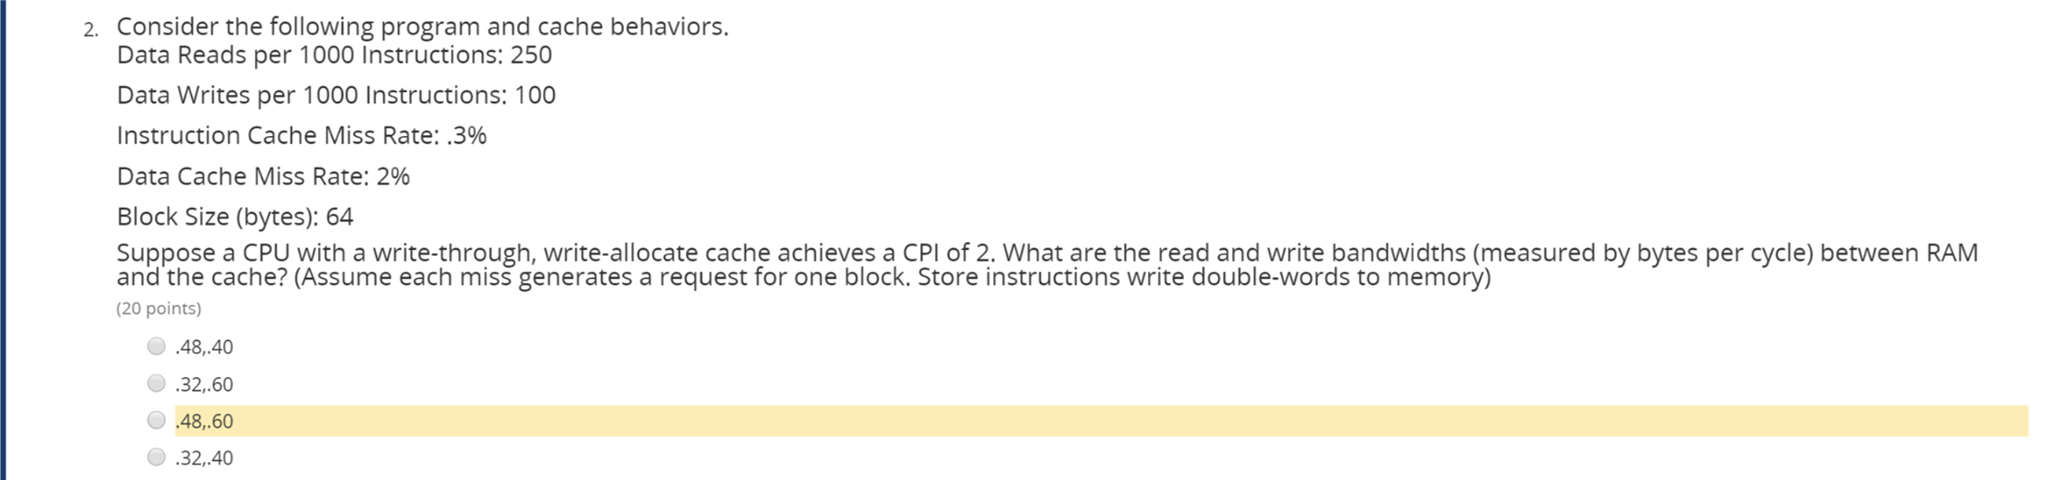 2. Consider the following program and cache behaviors.
Data Reads per 1000 Instructions: 250
Data Writes per 1000 Instructions: 100
Instruction Cache Miss Rate: .3%
Data Cache Miss Rate: 2%
Block Size (bytes): 64
Suppose a CPU with a write-through, write-allocate cache achieves a CPI of 2. What are the read and write bandwidths (measured by bytes per cycle) between RAM
and the cache? (Assume each miss generates a request for one block. Store instructions write double-words to memory)
(20 points)
.48,.40
.32,.60
.48,.60
.32,.40